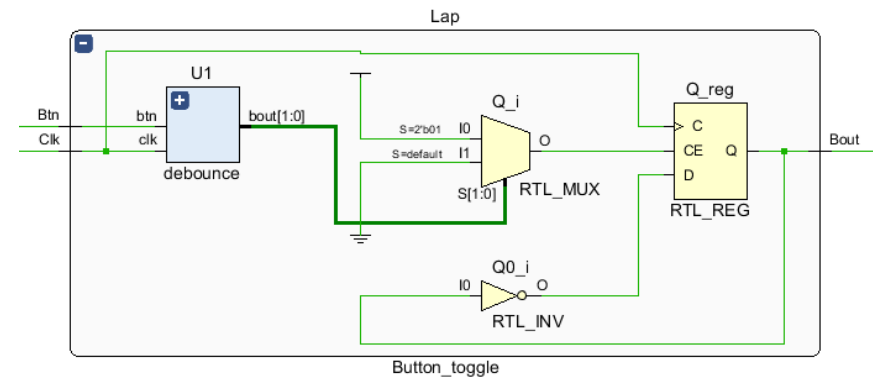 Lap
U1
Btn
btn
bout[1:0]
Clk
clk
debounce
Q_i
S=2'b01
I0
O
S=default
I1
S[1:0]
RTL_MUX
Q_reg
C
CE
Q
D
RTL_REG
Bout
Q0_i
I0
O
RTL_INV
Button_toggle